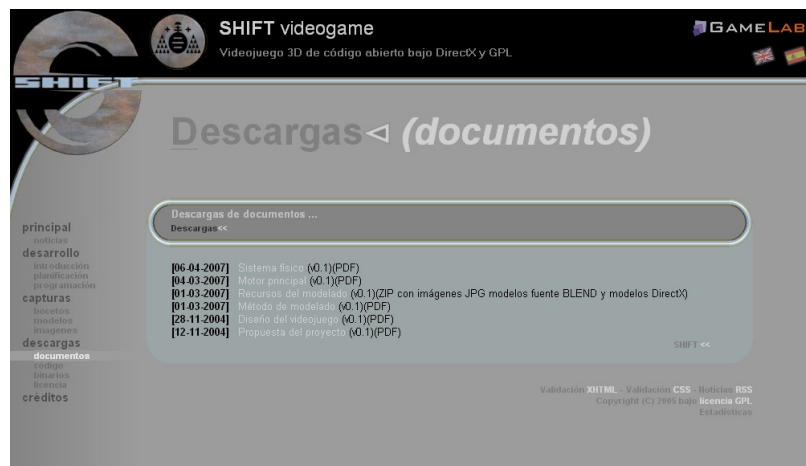 SHIFT videogame
Videojuego 3D de código abierto bajo DirectX y GPL
GAMELAB
SHIFT
Descargas (documentos)
principal
noticias
desarrollo
introducción
planificación
programación
capturas
bocetos
modelos
imagenes
descargas
documentos
codigo
binarios
licencia
créditos
Descargas de documentos ...
Descargas<<
[06-04-2007] Sistema físico (v0.1)(PDF)
[04-03-2007] Motor principal (v0.1)(PDF)
[01-03-2007] Recursos del modelado (v0.1)(ZIP con imágenes JPG modelos fuente BLEND y modelos DirectX)
[01-03-2007] Método de modelado (v0.1)(PDF)
[28-11-2004] Diseño del videojuego (v0.1)(PDF)
[12-11-2004] Propuesta del proyecto (v0.1)(PDF)
SHIFT <<
Validación XHTML - Validación CSS - Noticias RSS
Copyright (C) 2005 bajo licencia GPL
Estadísticas